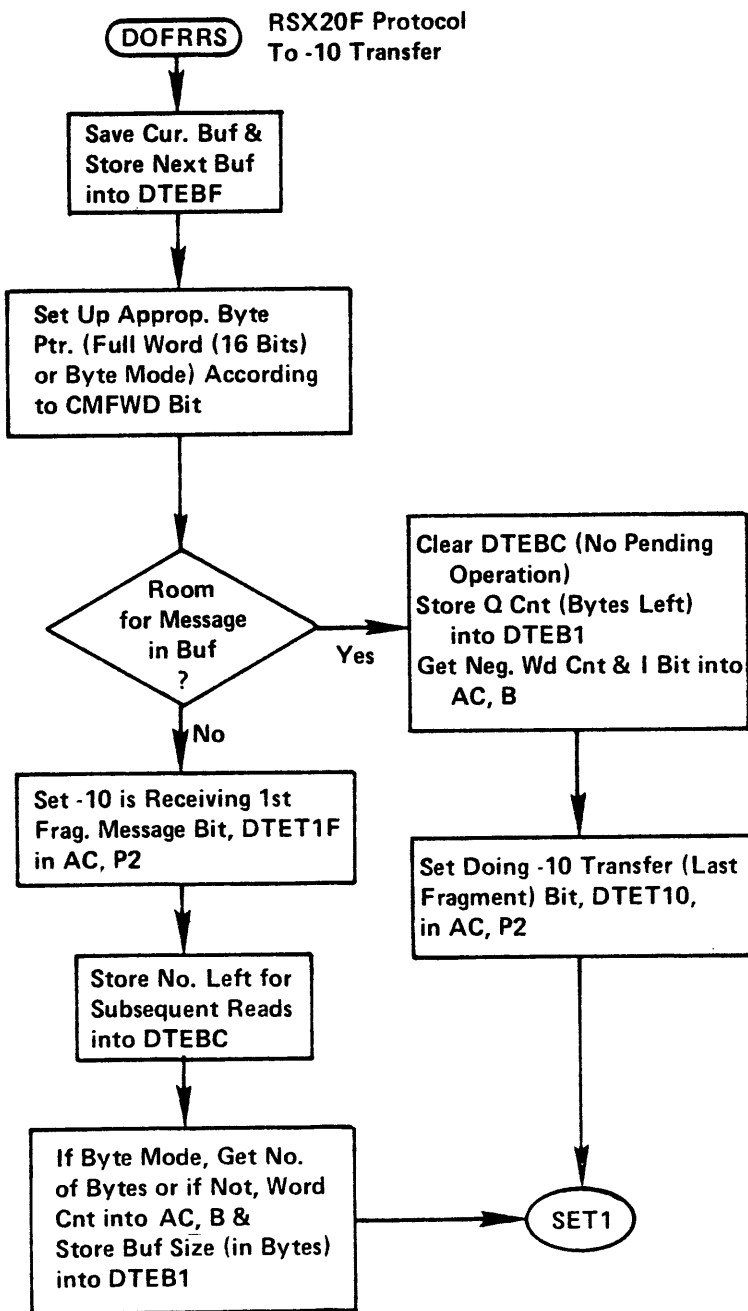 DOFRRS
RSX20F Protocol
To -10 Transfer
Save Cur. Buf &
Store Next Buf
into DTEBF
Set Up Approp. Byte
Ptr. (Full Word (16 Bits)
or Byte Mode) According
to CMFWD Bit
Room
for Message
in Buf
?
Yes
No
Clear DTEBC (No Pending
Operation)
Store Q Cnt (Bytes Left)
into DTEB1
Get Neg. Wd Cnt & I Bit into
AC, B
Set -10 is Receiving 1st
Frag. Message Bit, DTET1F
in AC, P2
Set Doing -10 Transfer (Last
Fragment) Bit, DTET10,
in AC, P2
Store No. Left for
Subsequent Reads
into DTEBC
If Byte Mode, Get No.
of Bytes or if Not, Word
Cnt into AC, B &
Store Buf Size (in Bytes)
into DTEB1
SET1